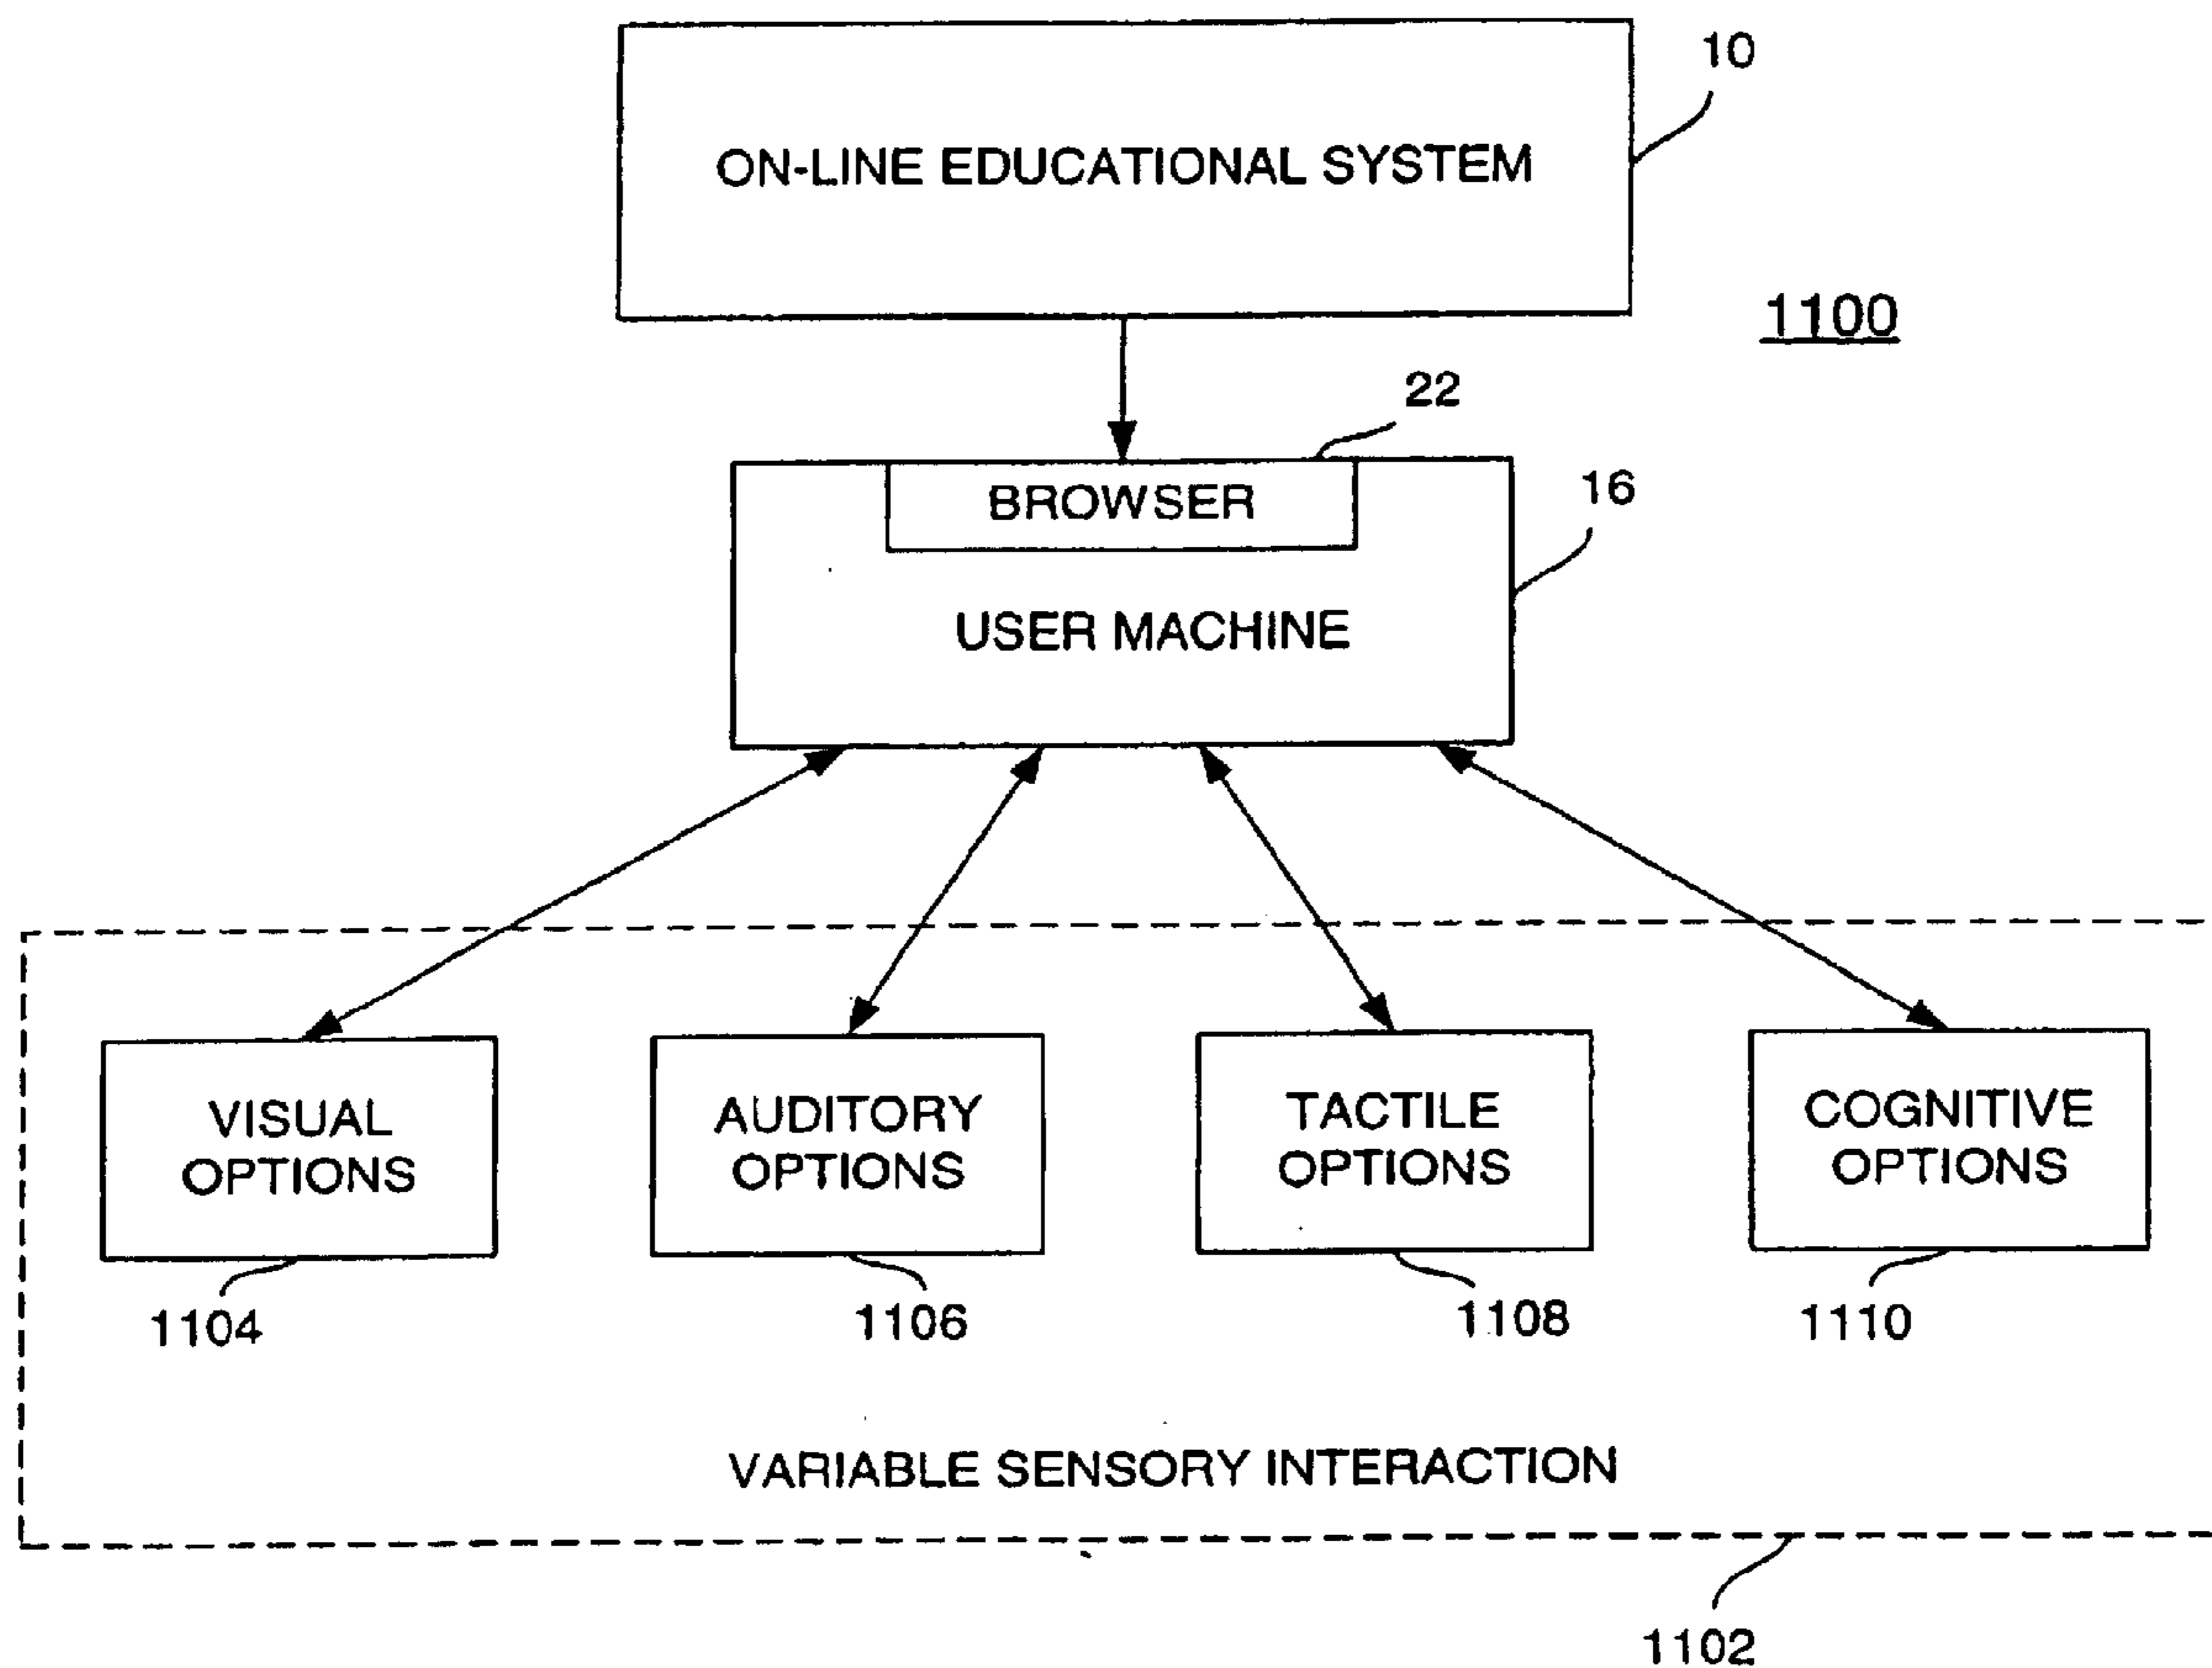 10
ON-LINE EDUCATIONAL SYSTEM
1100
22
BROWSER
16
USER MACHINE
VISUAL
OPTIONS
AUDITORY
OPTIONS
TACTILE
OPTIONS
COGNITIVE
OPTIONS
1104
1106
1108
1110
VARIABLE SENSORY INTERACTION
1102